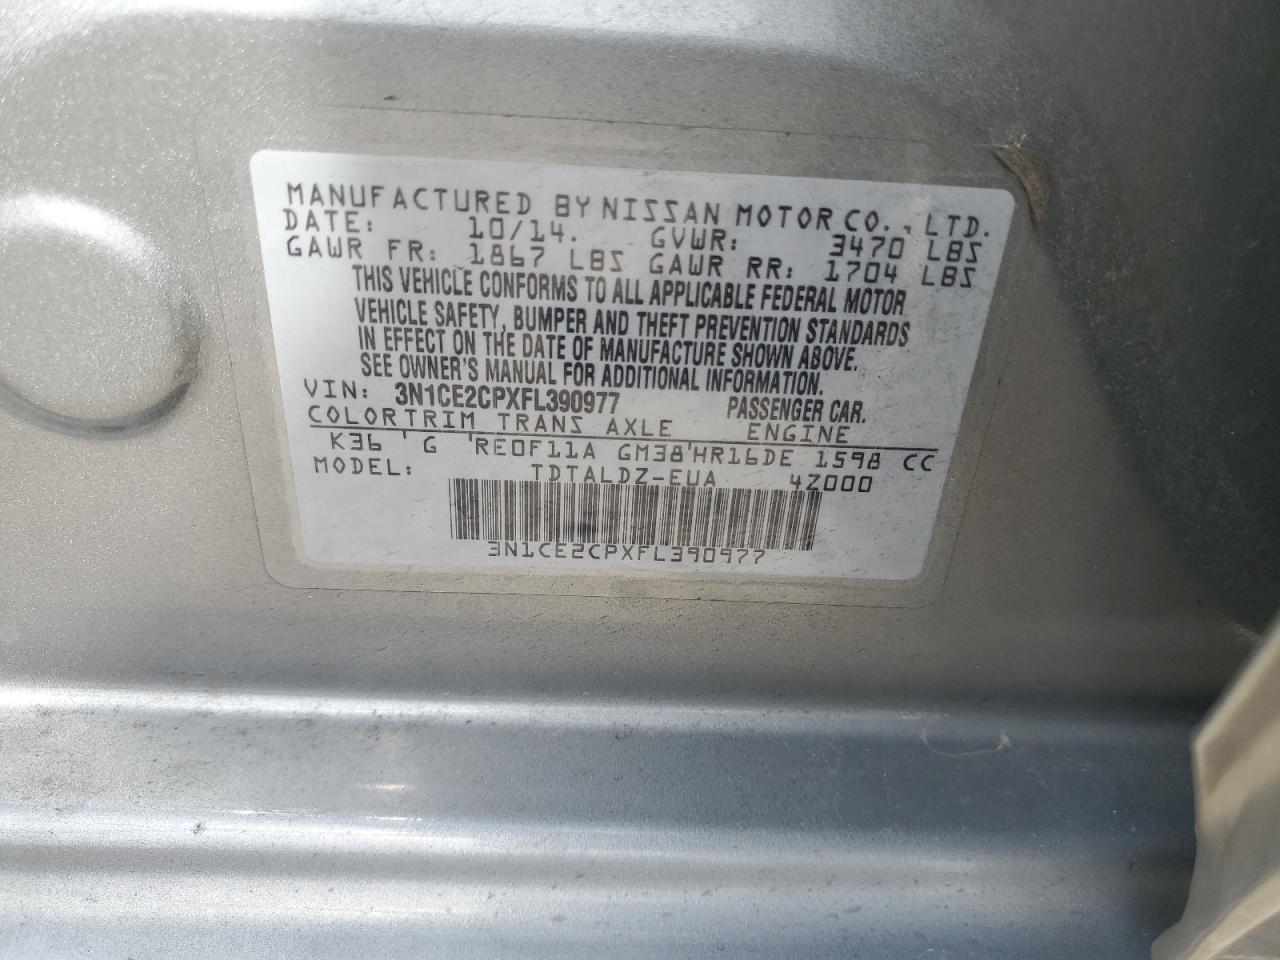 MANUFACTURED BY NISSAN MOTOR CO., LTD.
DATE: 10/14. GVWR: 3470 LBS
GAWR FR: 1867 LBS GAWR RR: 1704 LBS
THIS VEHICLE CONFORMS TO ALL APPLICABLE FEDERAL MOTOR
VEHICLE SAFETY, BUMPER AND THEFT PREVENTION STANDARDS
IN EFFECT ON THE DATE OF MANUFACTURE SHOWN ABOVE.
SEE OWNER'S MANUAL FOR ADDITIONAL INFORMATION.
VIN: 3N1CE2CPXFL390977 PASSENGER CAR.
COLORTRIM TRANS AXLE ENGINE
K36 'G 'RE0F11A GM38'HR16DE 1598 CC
MODEL: TDTALDZ-EUA 4Z000
3N1CE2CPXFL390977